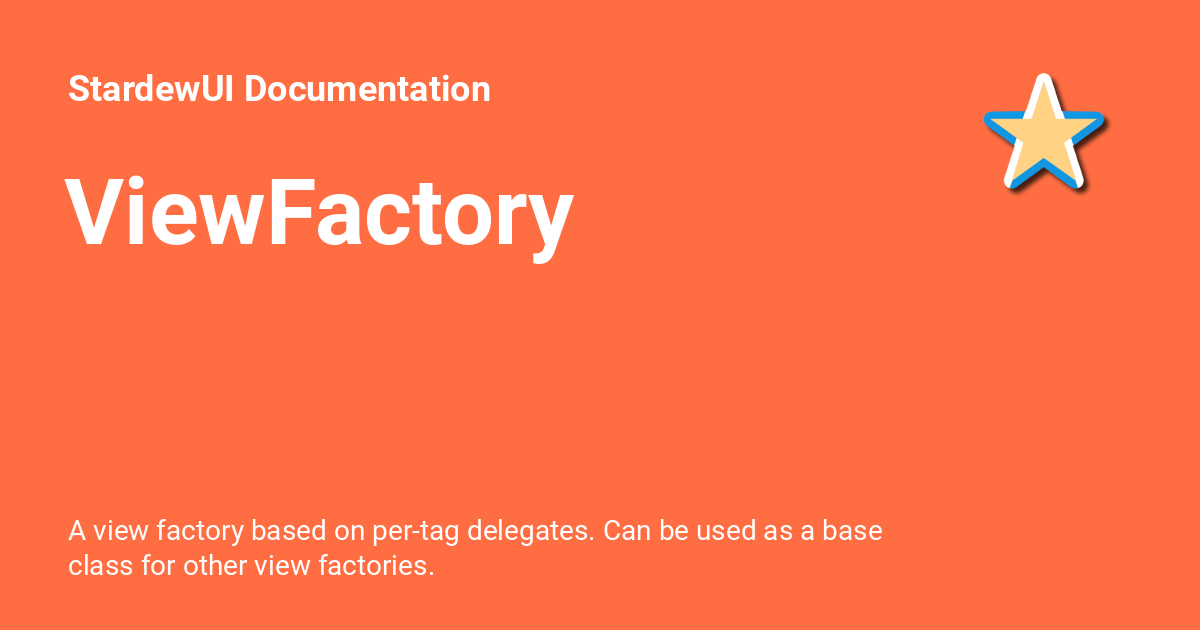 StardewUI Documentation
ViewFactory
A view factory based on per-tag delegates. Can be used as a base
class for other view factories.